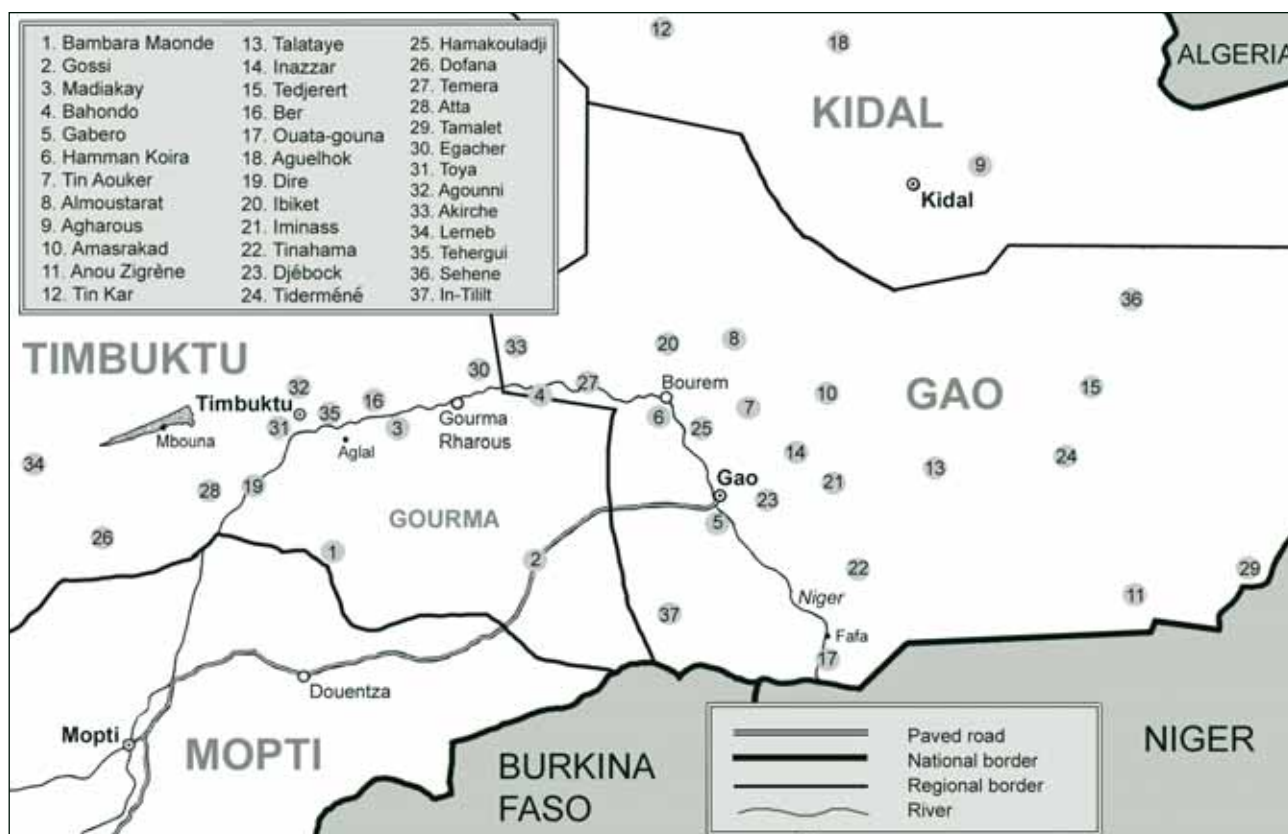 1. Bambara Maonde
2. Gossi
3. Madiakay
4. Bahondo
5. Gabero
6. Hamman Koira
7. Tin Aouker
8. Almoustarat
9. Agharous
10. Amasrakad
11. Anou Zigrène
12. Tin Kar
13. Talataye
14. Inazzar
15. Tedjerert
16. Ber
17. Ouata-gouna
18. Aguelhok
19. Dire
20. Ibiket
21. Iminass
22. Tinahama
23. Djébock
24. Tiderméné
25. Hamakouladji
26. Dofana
27. Temera
28. Atta
29. Tamalet
30. Egacher
31. Toya
32. Agounni
33. Akirche
34. Lerneb
35. Tehergui
36. Sehene
37. In-Tililt
12
18
ALGERIA
KIDAL
9
Kidal
36
TIMBUKTU
33
20
8
30
32
27
Bourem
15
GAO
Timbuktu
16
4
10
35
Gourma
Rharous
6
7
31
3
25
Mbouna
Aglal
34
14
24
13
28
19
21
Gao
23
GOURMA
5
26
1
2
22
29
Niger
11
37
Fafa
17
Douentza
Mopti
MOPTI
BURKINA
FASO
NIGER
Paved road
National border
Regional border
River